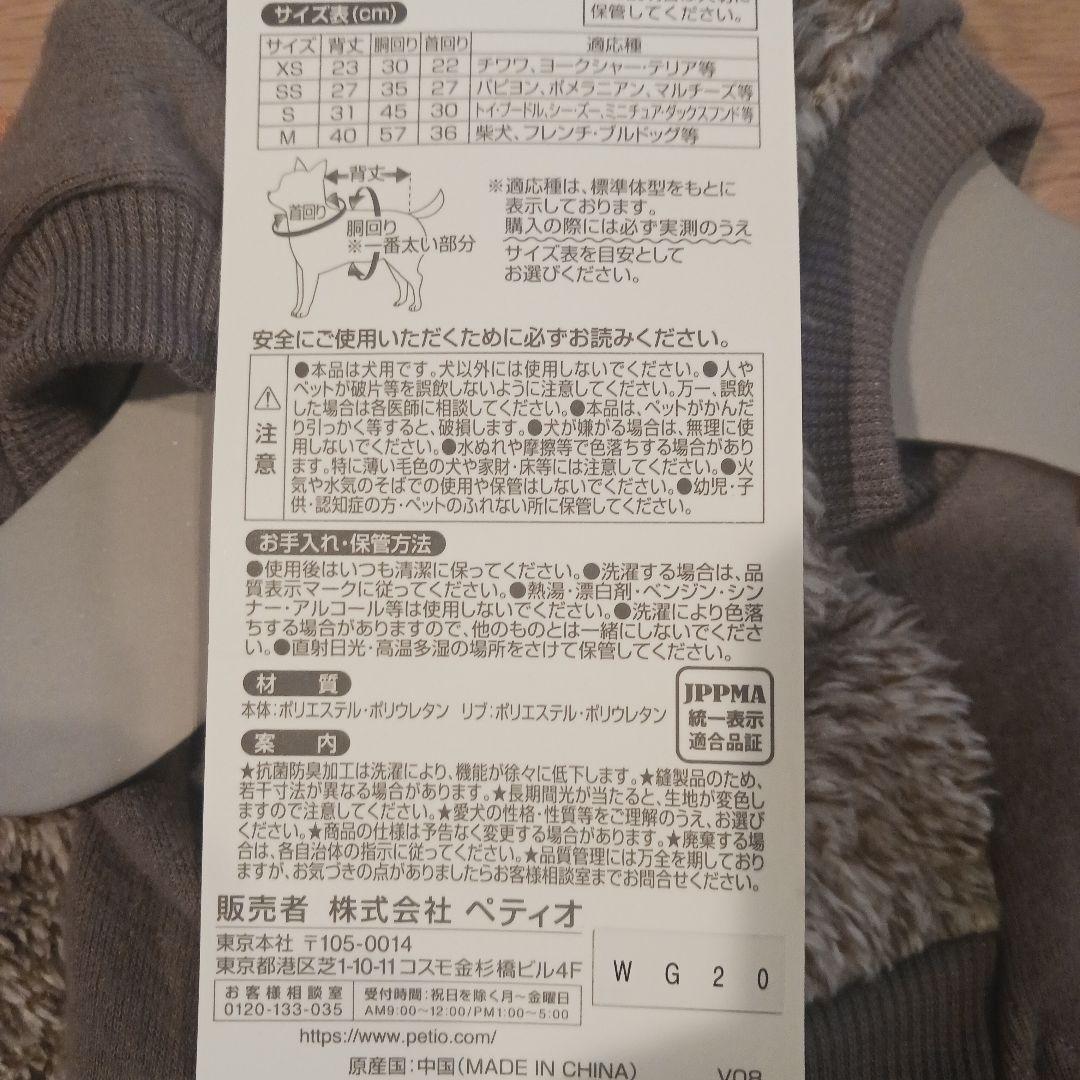 サイズ表(cm)
保管してください。
サイズ 背丈 胴回り 首回り 適応種
XS 23 30 22 チワワ、ヨークシャー・テリア等
SS 27 35 27 パピヨン、ポメラニアン、マルチーズ等
S 31 45 30 トイ・プードル、シー・ズー、ミニチュア・ダックスフンド等
M 40 57 36 柴犬、フレンチ・ブルドッグ等
背丈
首回り
胴回り
※一番太い部分
※適応種は、標準体型をもとに
表示しております。
購入の際には必ず実測のうえ
サイズ表を目安として
お選びください。
安全にご使用いただくために必ずお読みください。
注意
●本品は犬用です。犬以外には使用しないでください。●人や
ペットが破片等を誤飲しないように注意してください。万一、誤飲
した場合は各医師に相談してください。●本品は、ペットがかんだ
り引っかく等すると、破損します。●犬が嫌がる場合は、無理に使
用しないでください。●水ぬれや摩擦等で色落ちする場合があり
ます。特に薄い毛色の犬や家財・床等には注意してください。●火
気や水気のそばでの使用や保管はしないでください。●幼児・子
供・認知症の方・ペットのふれない所に保管してください。
お手入れ・保管方法
●使用後はいつも清潔に保ってください。●洗濯する場合は、品
質表示マークに従ってください。●熱湯・漂白剤・ベンジン・シン
ナー・アルコール等は使用しないでください。●洗濯により色落
ちする場合がありますので、他のものとは一緒にしないでくださ
い。●直射日光・高温多湿の場所をさけて保管してください。
材 質
本体:ポリエステル・ポリウレタン リブ:ポリエステル・ポリウレタン
JPPMA
統一表示
適合品証
案 内
★抗菌防臭加工は洗濯により、機能が徐々に低下します。★縫製品のため、
若干寸法が異なる場合があります。★長期間光が当たると、生地が変色し
ますので注意してください。★愛犬の性格・性質等をご理解のうえ、お選び
ください。★商品の仕様は予告なく変更する場合があります。★廃棄する場
合は、各自治体の指示に従ってください。★品質管理には万全を期しており
ますが、お気づきの点がありましたらお客様相談室までお問合せください。
販売者 株式会社 ペティオ
東京本社 〒105-0014
東京都港区芝1-10-11 コスモ金杉橋ビル4F
お客様相談室
0120-133-035
受付時間:祝日を除く月~金曜日
AM9:00~12:00/PM1:00~5:00
WG20
https://www.petio.com/
原産国:中国(MADE IN CHINA)
V08